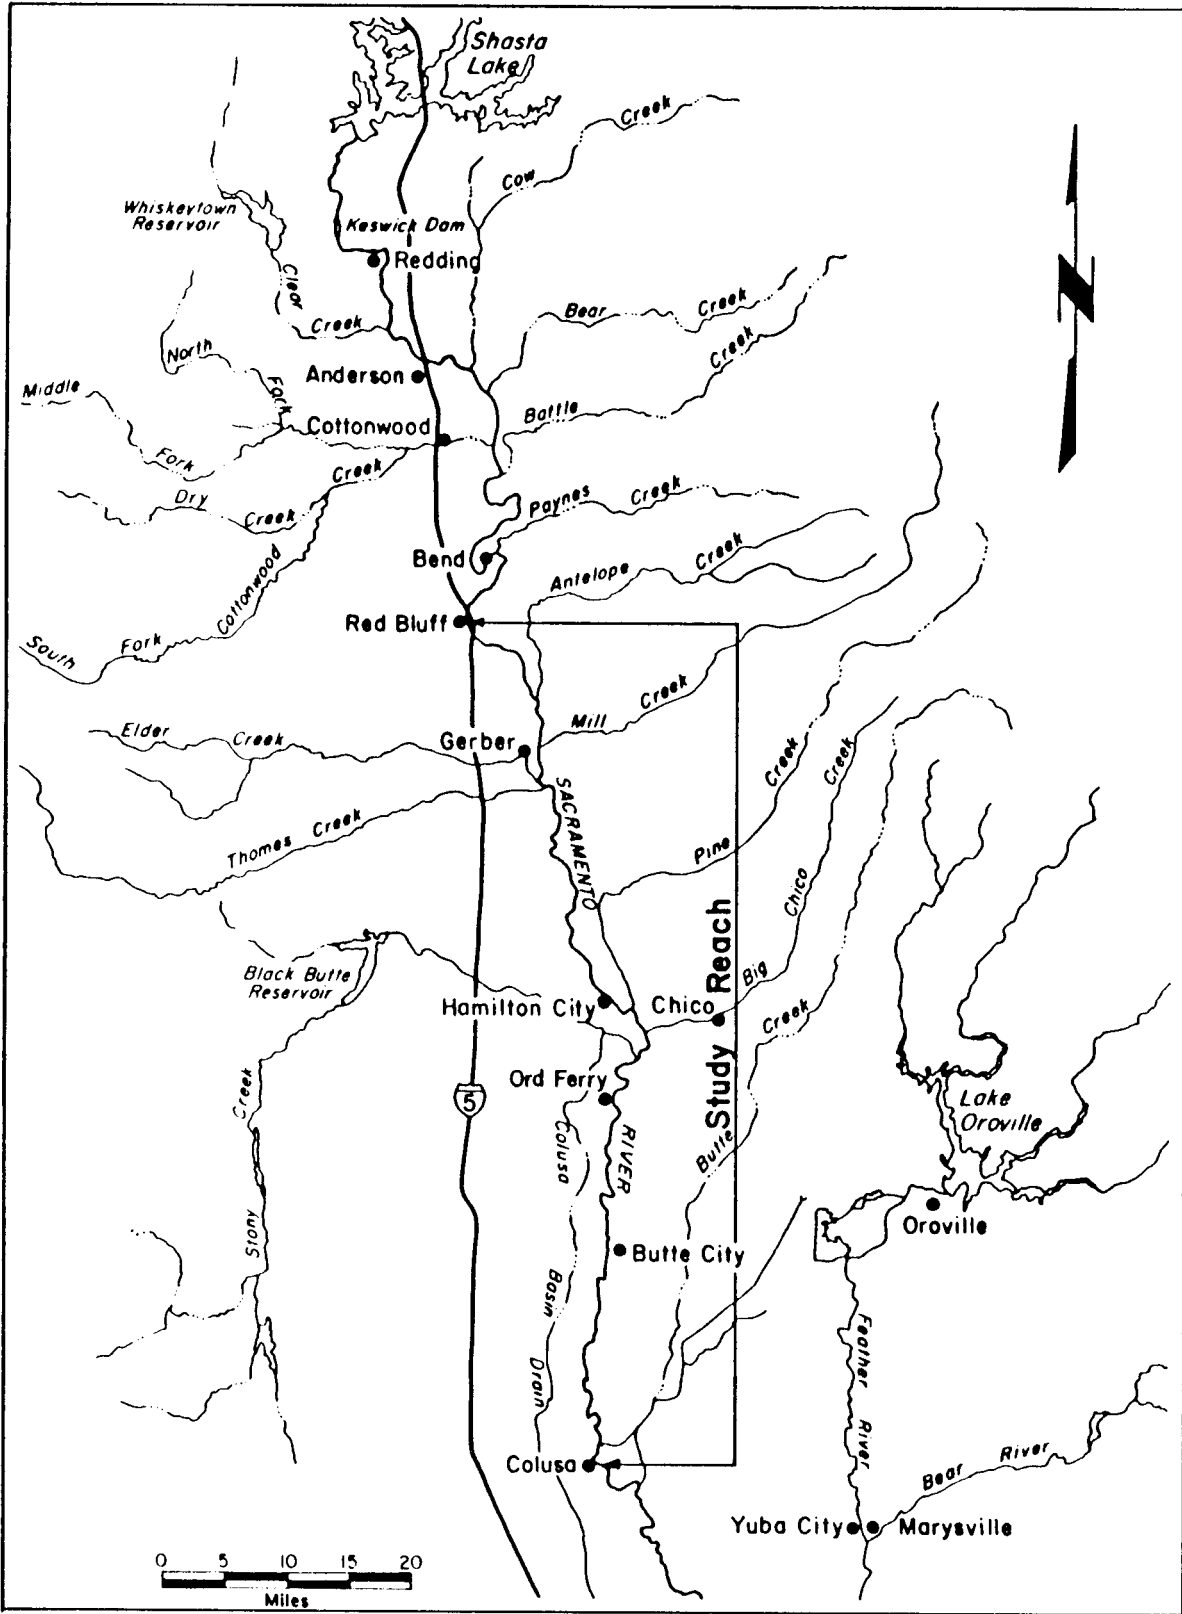 Shasta
Lake
Creek
Cow
Whiskeytown
Reservoir
Keswick Dam
Redding
Clear
Creek
Bear
Creek
North
Fork
Anderson
Creek
Middle
Fork
Cottonwood
Battle
Creek
Dry
Creek
Paynes
Creek
Bend
Antelope
Creek
Cottonwood
Red Bluff
South
Fork
Mill
Creek
Elder
Creek
Gerber
Creek
Creek
SACRAMENTO
Thomes
Creek
Pine
Chico
Study Reach
Black Butte
Reservoir
Hamilton City
Chico
Big
Creek
Ord Ferry
5
Lake
Oroville
Creek
Colusa
RIVER
Butte
Stony
Oroville
Butte City
Basin
Drain
Feather
River
Colusa
Bear
River
Yuba City
Marysville
N
0 5 10 15 20
Miles